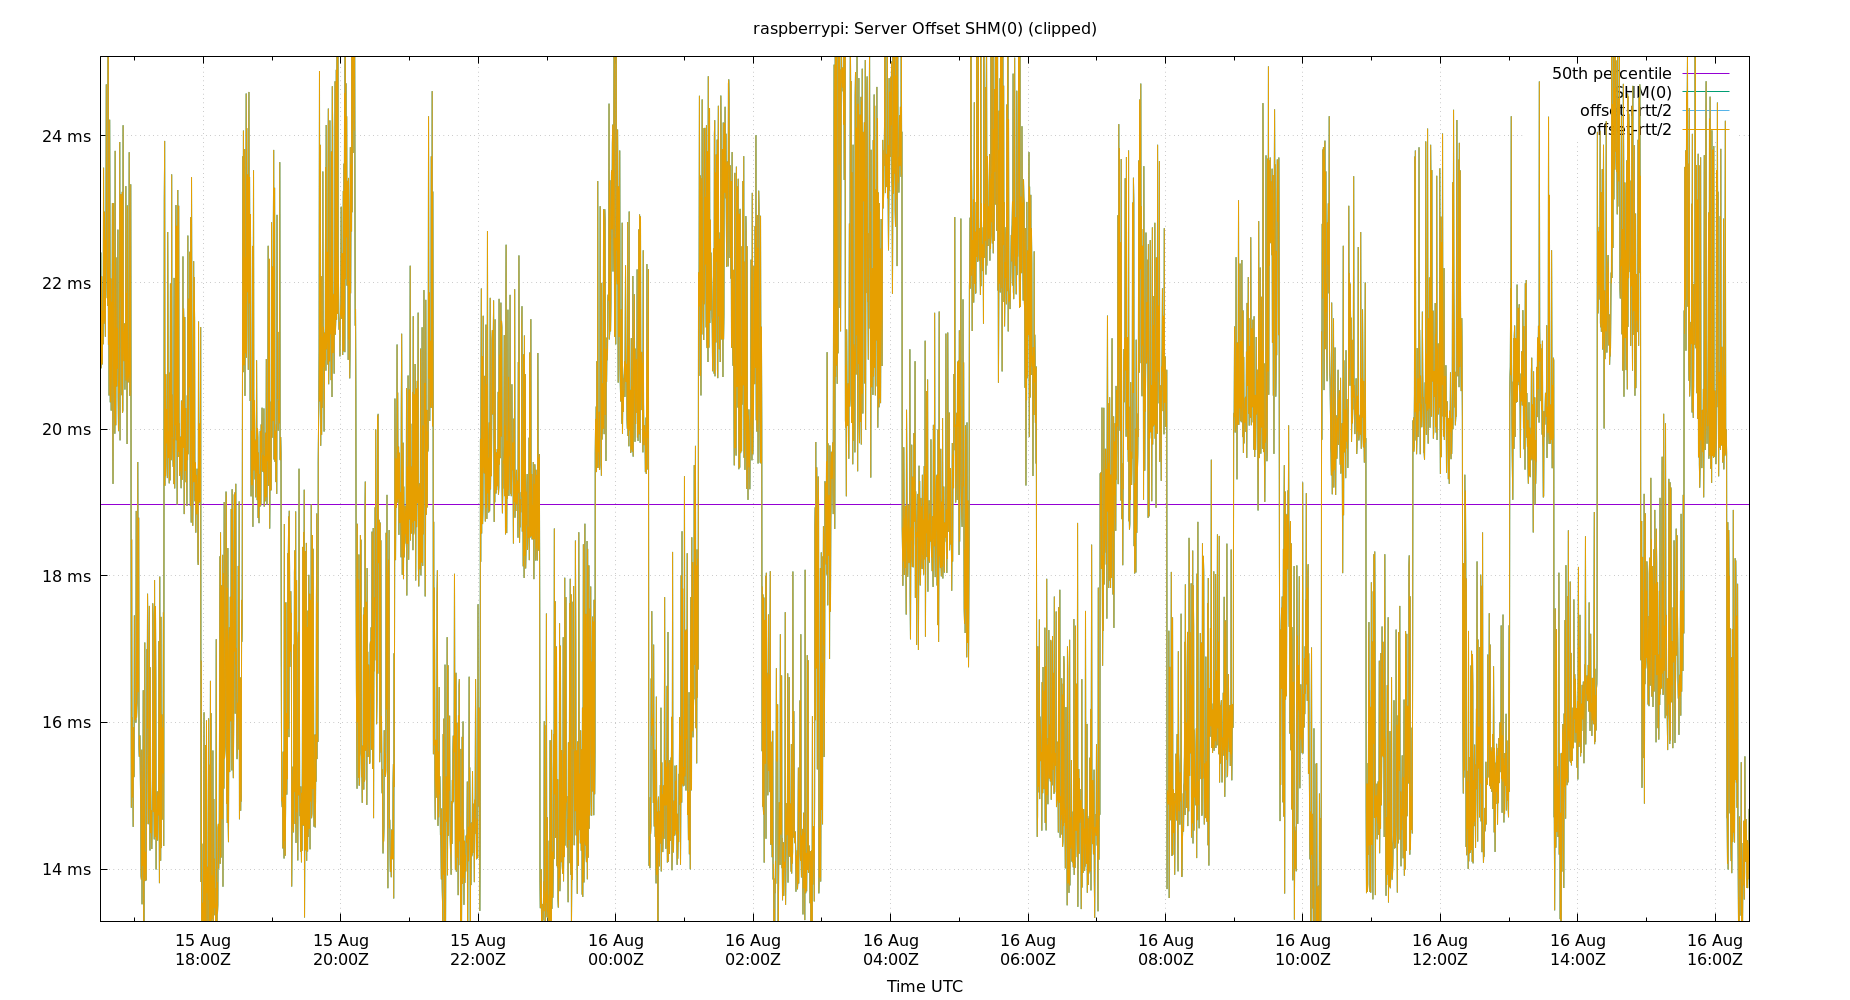 raspberrypi: Server Offset SHM(0) (clipped)
50th percentile
SHM(0)
offset+rtt/2
offset-rtt/2
24 ms
22 ms
20 ms
18 ms
16 ms
14 ms
15 Aug 15 Aug 15 Aug 16 Aug 16 Aug 16 Aug 16 Aug 16 Aug 16 Aug 16 Aug 16 Aug 16 Aug
18:00Z 20:00Z 22:00Z 00:00Z 02:00Z 04:00Z 06:00Z 08:00Z 10:00Z 12:00Z 14:00Z 16:00Z
Time UTC